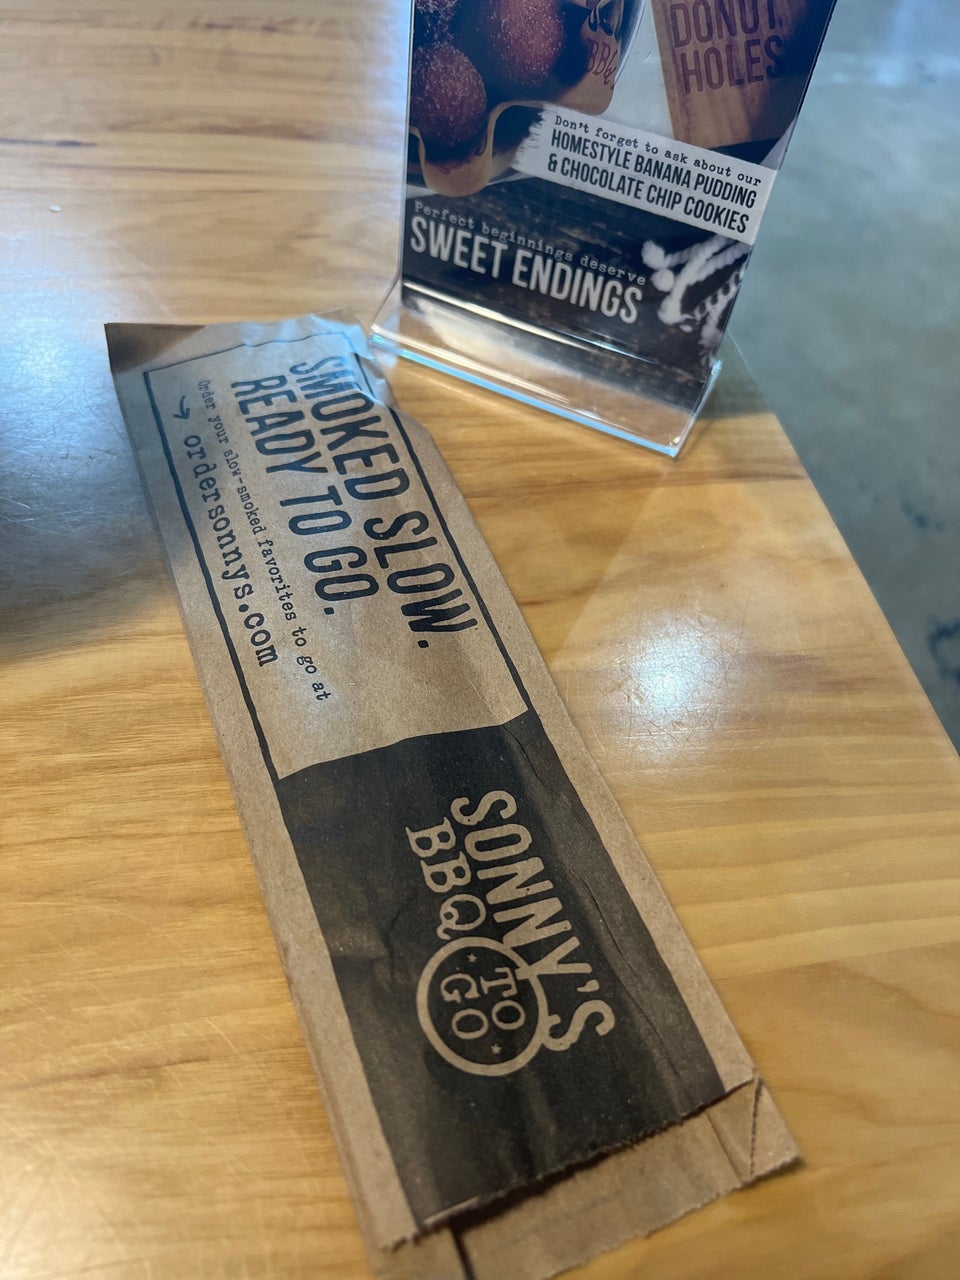 DONUT
HOLES
BBQ
Don't forget to ask about our
HOMESTYLE BANANA PUDDING
& CHOCOLATE CHIP COOKIES
Perfect beginnings deserve
SWEET ENDINGS
SMOKED SLOW.
READY TO GO.
Order your slow-smoked favorites to go at
ordersonnys.com
SONNY'S
BBQ
TO
GO